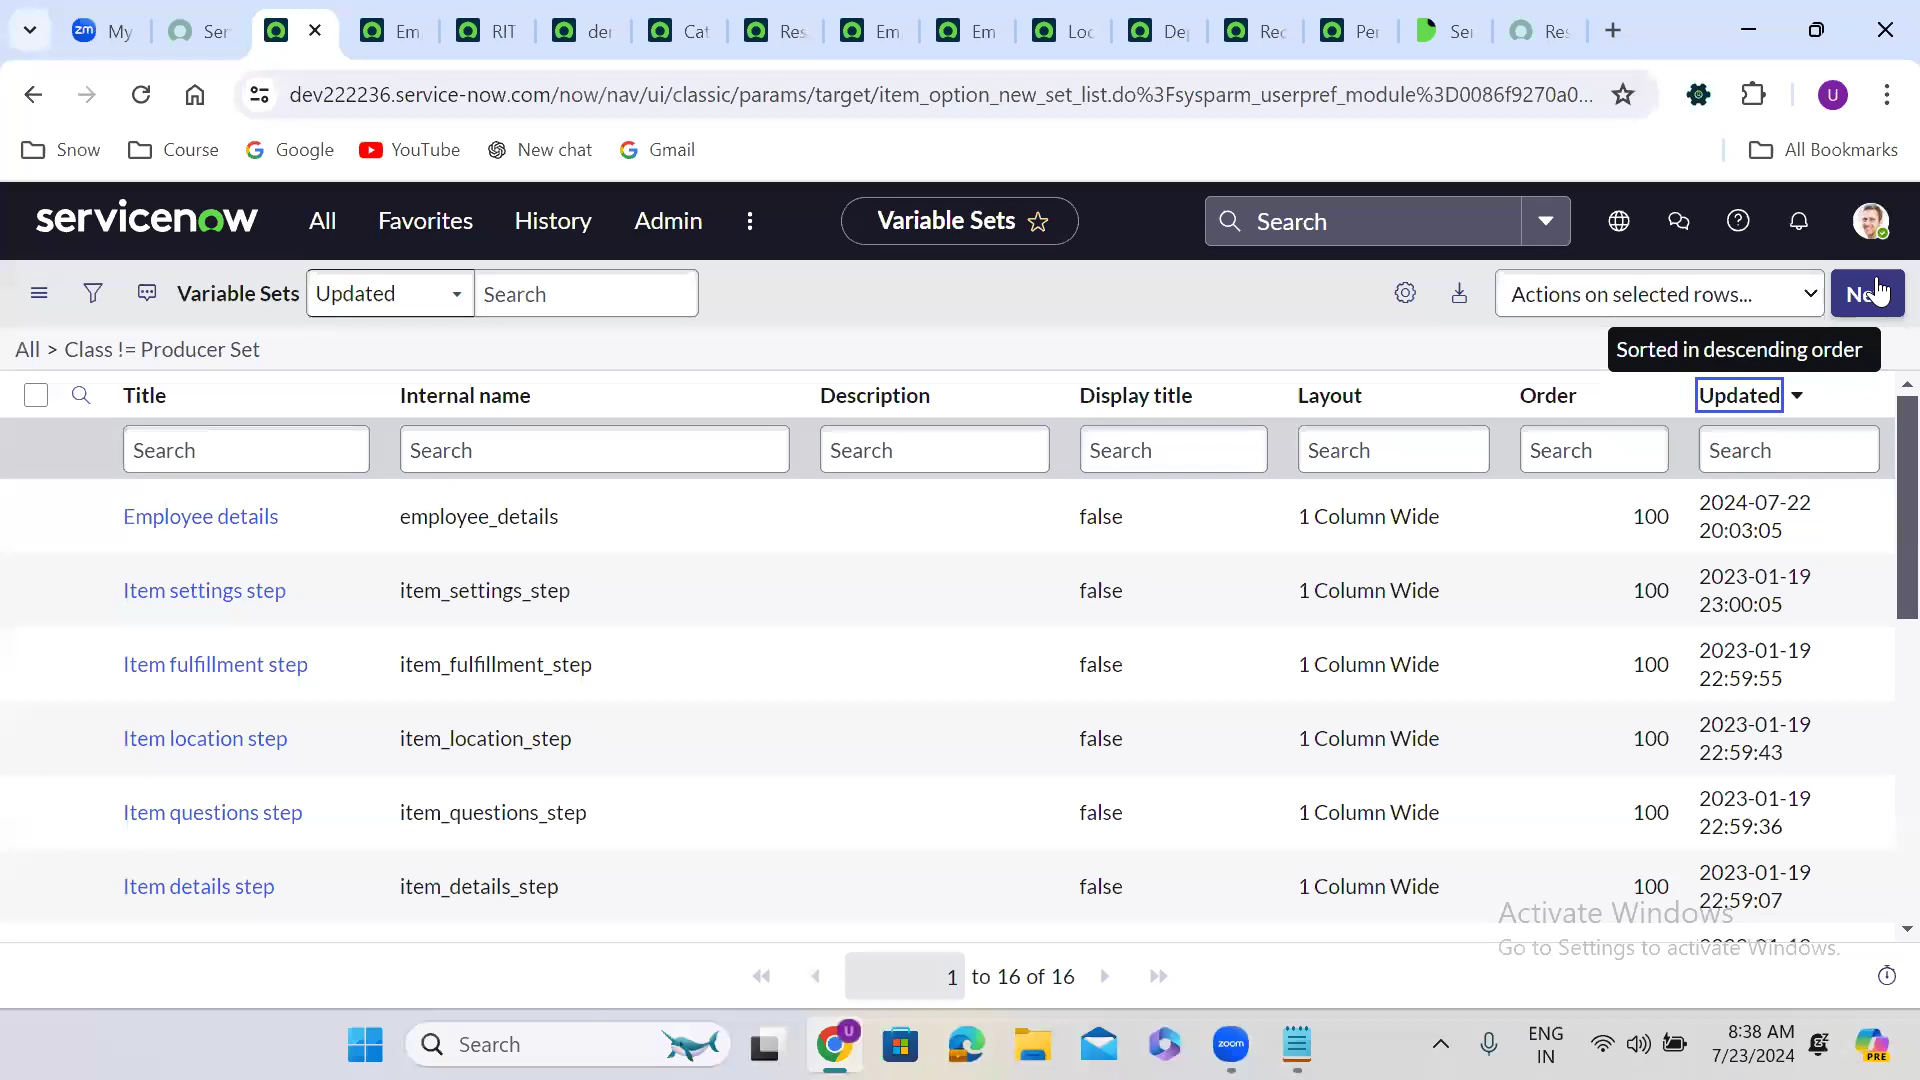 zm My
Ser
Em
RIT
Cat
Res
Em
Em
Loc
De
Rec
Per
Ser
Res
dev222236.service-now.com/now/nav/ui/classic/params/target/item_option_new_set_list.do%3Fsysparm_userpref_module%3D0086f9270a0...
U
Snow
Course
Google
YouTube
New chat
Gmail
All Bookmarks
servicenow
All
Favorites
History
Admin
Variable Sets
Search
Variable Sets
Updated
Search
Actions on selected rows...
All > Class != Producer Set
Sorted in descending order
Title Internal name Description Display title Layout Order Updated
Search Search Search Search Search Search Search
Employee details employee_details false 1 Column Wide 100 2024-07-22
20:03:05
Item settings step item_settings_step false 1 Column Wide 100 2023-01-19
23:00:05
Item fulfillment step item_fulfillment_step false 1 Column Wide 100 2023-01-19
22:59:55
Item location step item_location_step false 1 Column Wide 100 2023-01-19
22:59:43
Item questions step item_questions_step false 1 Column Wide 100 2023-01-19
22:59:36
Item details step item_details_step false 1 Column Wide 100 2023-01-19
22:59:07
Activate Windows
Go to Settings to activate Windows.
1 to 16 of 16
Search
U
zoom
ENG
IN
8:38 AM
7/23/2024
PRE